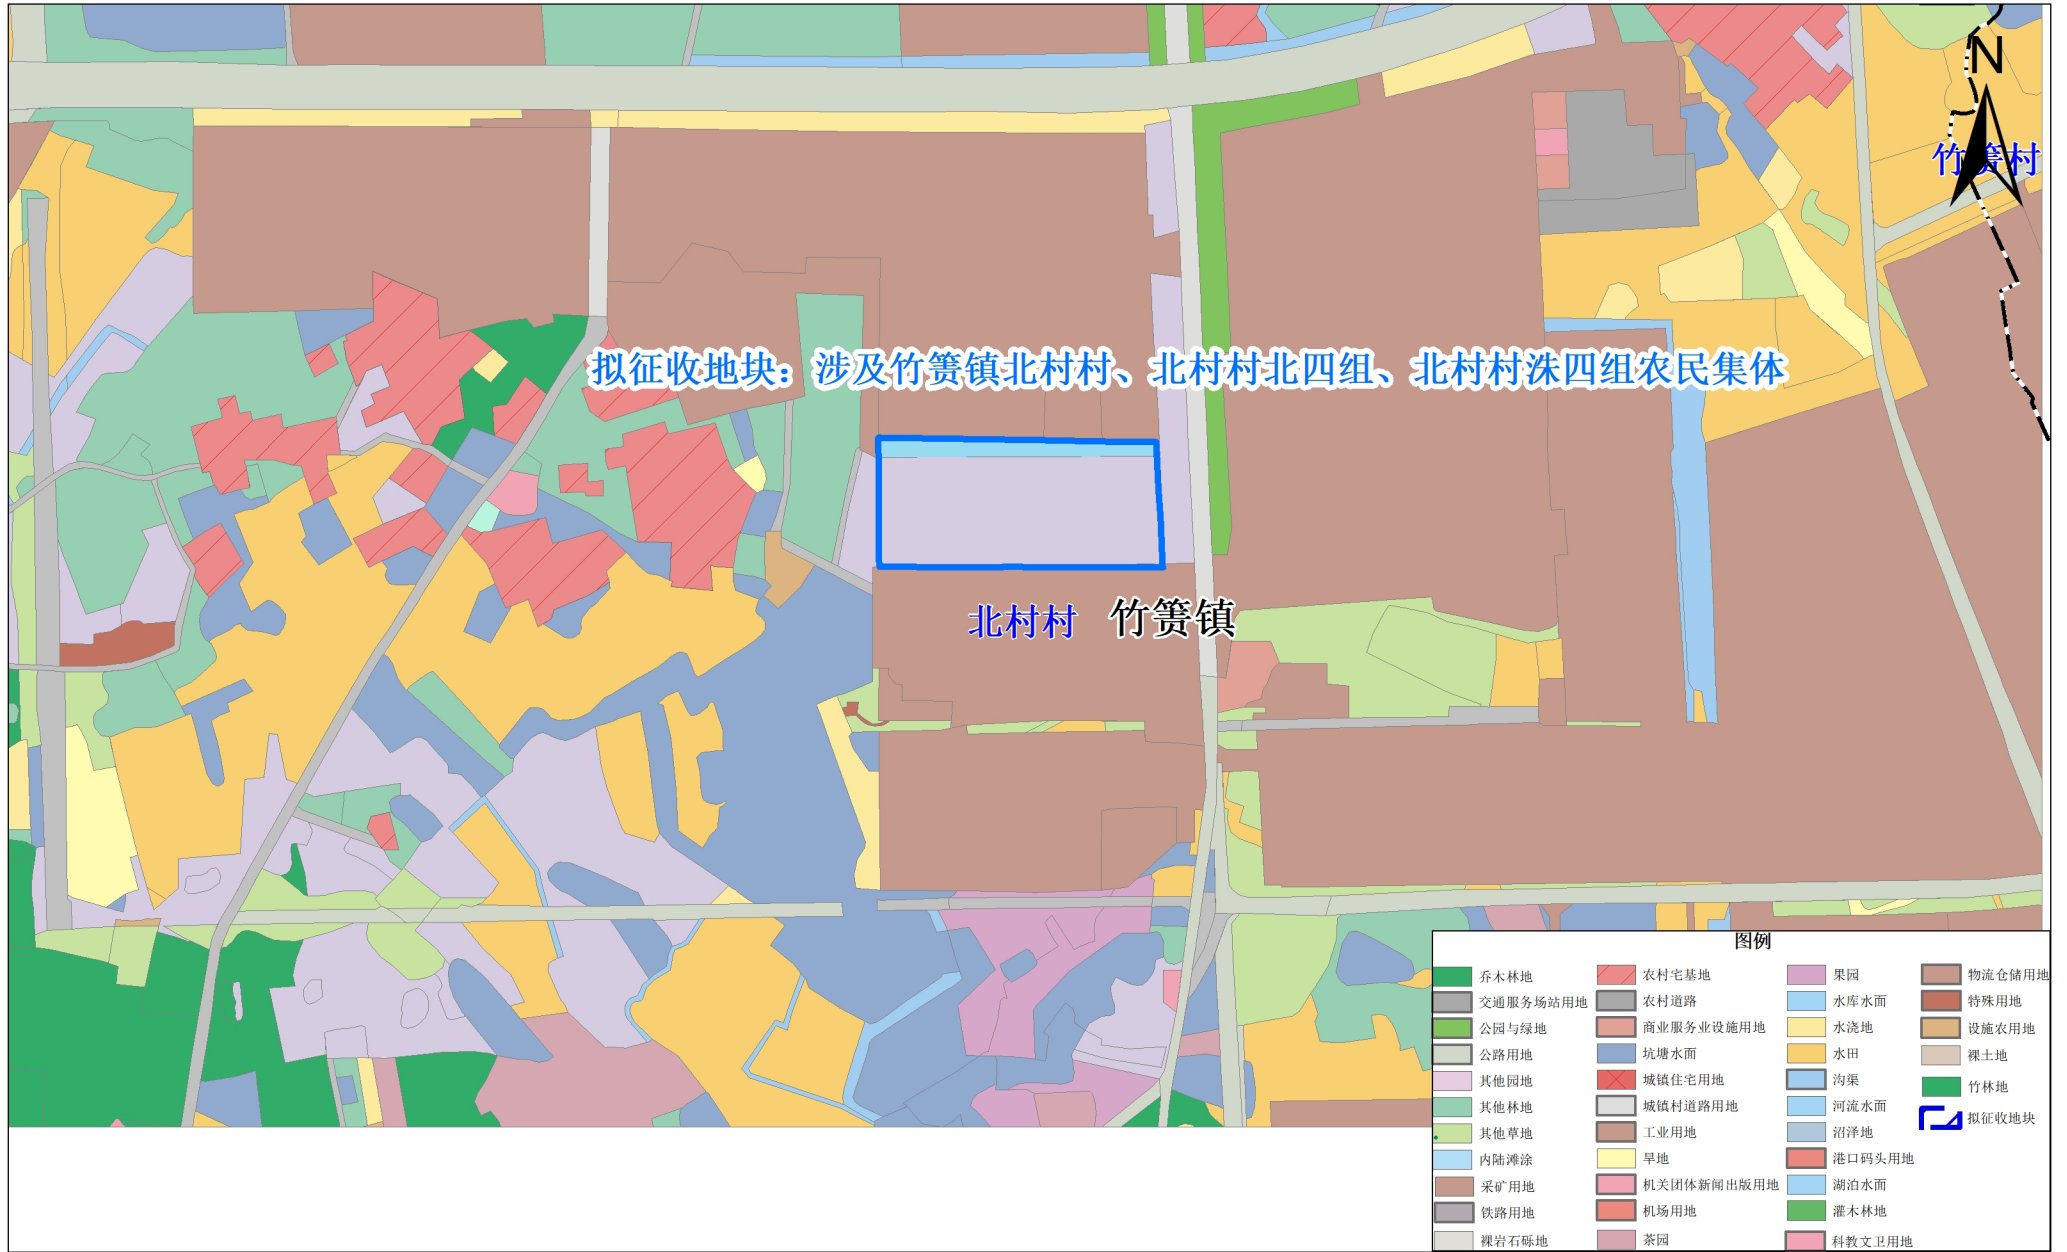 N
竹箦村
拟征收地块：涉及竹箦镇北村村、北村村北四组、北村村洙四组农民集体
北村村
竹箦镇
图例
乔木林地
交通服务场站用地
公园与绿地
公路用地
其他园地
其他林地
其他草地
内陆滩涂
采矿用地
铁路用地
裸岩石砾地
农村宅基地
农村道路
商业服务业设施用地
坑塘水面
城镇住宅用地
城镇村道路用地
工业用地
旱地
机关团体新闻出版用地
机场用地
茶园
果园
水库水面
水浇地
水田
沟渠
河流水面
沼泽地
港口码头用地
湖泊水面
灌木林地
科教文卫用地
物流仓储用地
特殊用地
设施农用地
裸土地
竹林地
拟征收地块